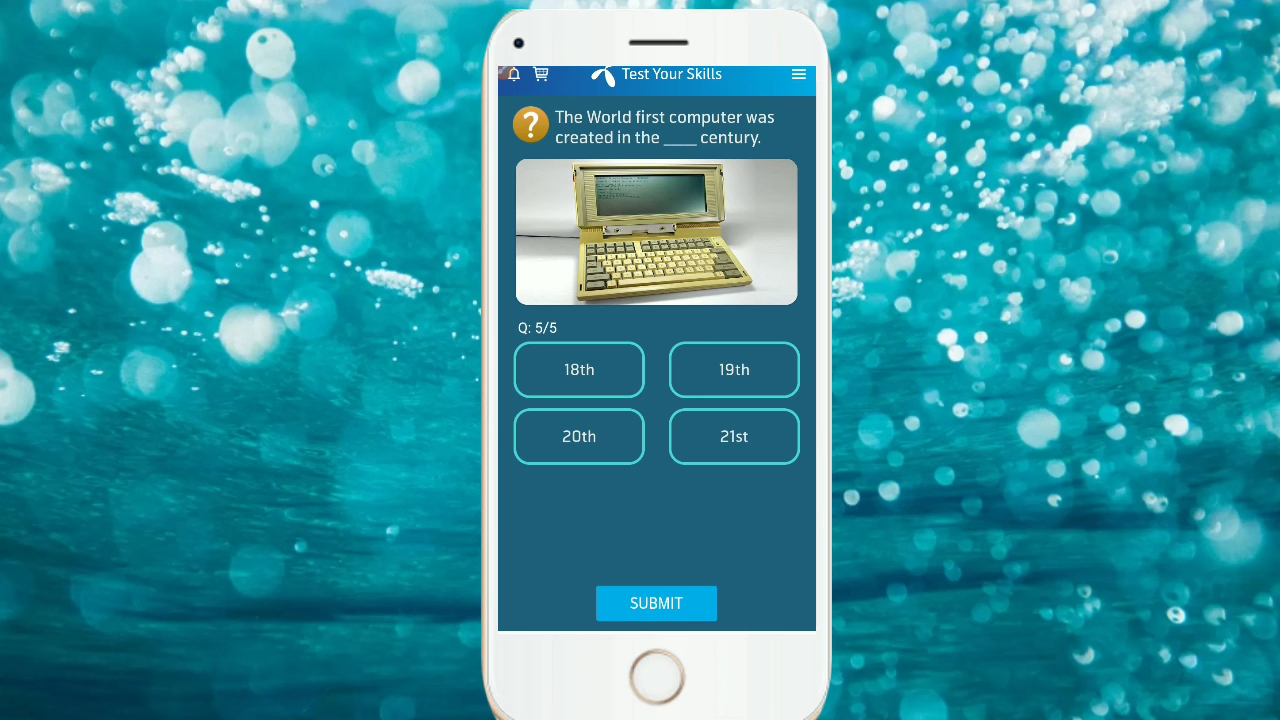 Test Your Skills
? The World first computer was
created in the ____ century.
Q: 5/5
18th
19th
20th
21st
SUBMIT